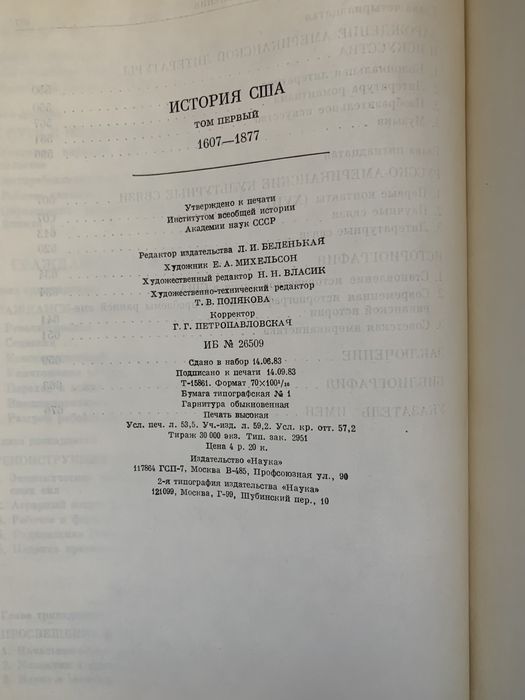 ИСТОРИЯ США
ТОМ ПЕРВЫЙ
1607—1877
Утверждено к печати
Институтом всеобщей истории
Академии наук СССР
Редактор издательства Л. И. БЕЛЕНЬКАЯ
Художник Е. А. МИХЕЛЬСОН
Художественный редактор Н. Н. ВЛАСИК
Художественно-технический редактор
Т. В. ПОЛЯКОВА
Корректор
Г. Г. ПЕТРОПАВЛОВСКАЯ
ИБ № 26509
Сдано в набор 14.06.83
Подписано к печати 14.09.83
Т-15861. Формат 70×100¹/₁₆
Бумага типографская № 1
Гарнитура обыкновенная
Печать высокая
Усл. печ. л. 53,5. Уч.-изд. л. 59,2. Усл. кр. отт. 57,2
Тираж 30 000 экз. Тип. зак. 2951
Цена 4 р. 20 к.
Издательство «Наука»
117864 ГСП-7, Москва В-485, Профсоюзная ул., 90
2-я типография издательства «Наука»
121099, Москва, Г-99, Шубинский пер., 10